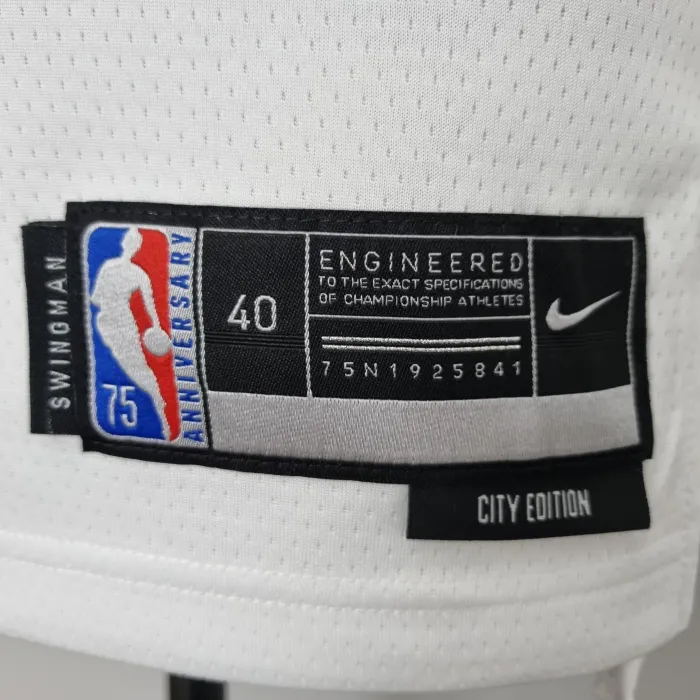 SWINGMAN
75
ANNIVERSARY
40
ENGINEERED
TO THE EXACT SPECIFICATIONS
OF CHAMPIONSHIP ATHLETES
75N1925841
CITY EDITION